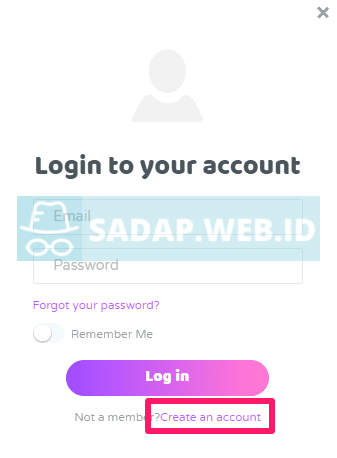 Login to your account
Email
SADAP.WEB.ID
Password
Forgot your password?
Remember Me
Log in
Not a member?Create an account